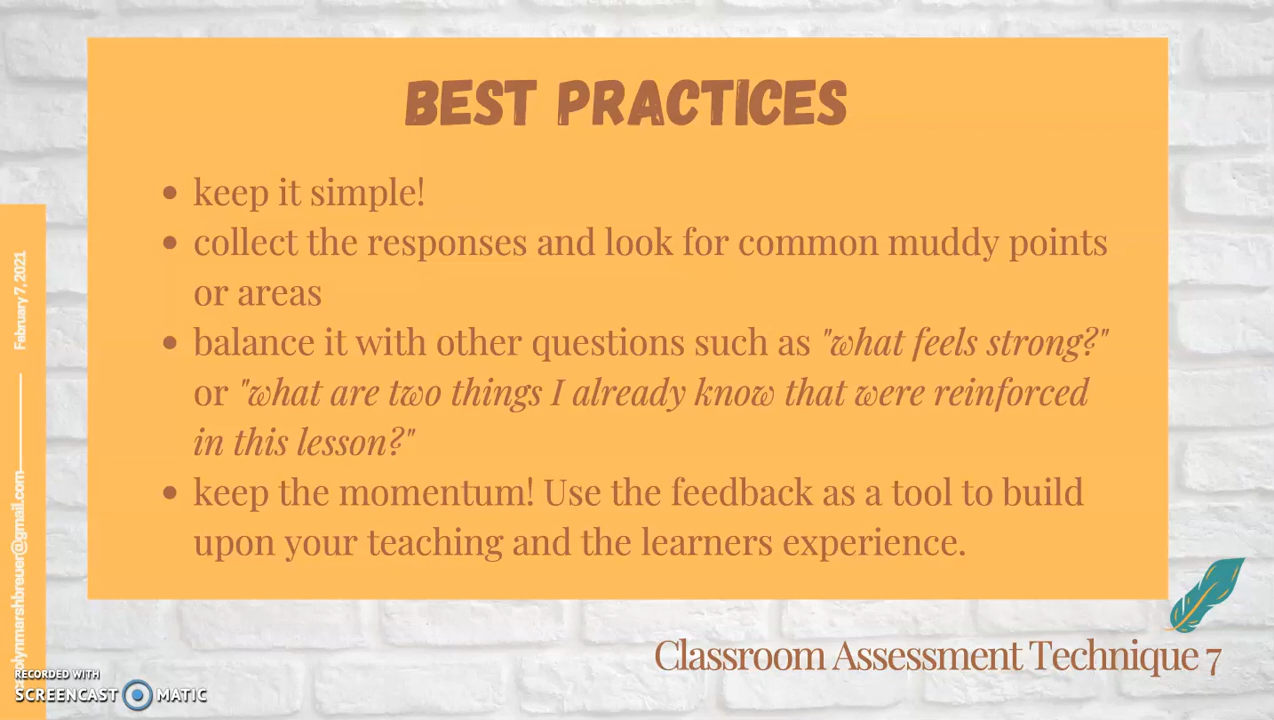 BEST PRACTICES
keep it simple!
collect the responses and look for common muddy points
or areas
balance it with other questions such as "what feels strong?"
or "what are two things I already know that were reinforced
in this lesson?"
keep the momentum! Use the feedback as a tool to build
upon your teaching and the learners experience.
Classroom Assessment Technique 7
February 7, 2021
RECORDED WITH
SCREENCAST MATIC